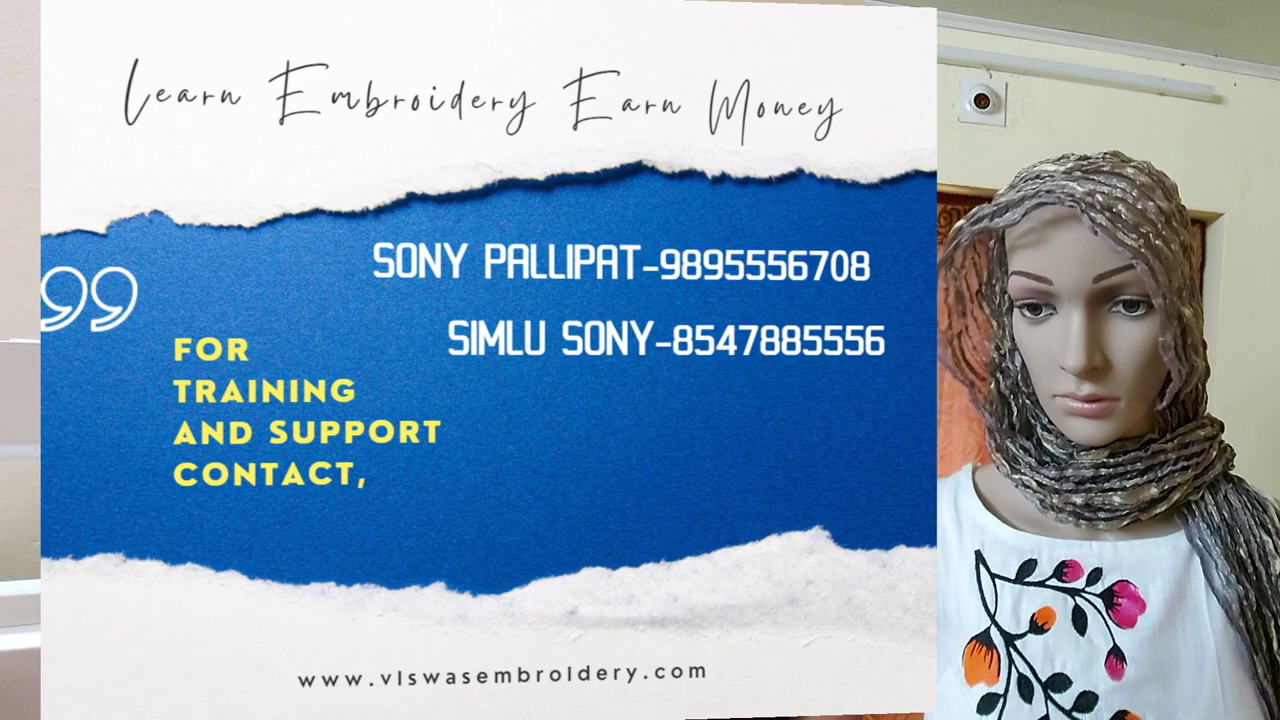 Learn Embroidery Earn Money
SONY PALLIPAT-9895556708
SIMLU SONY-8547885556
FOR
TRAINING
AND SUPPORT
CONTACT,
www.viswasembroidery.com